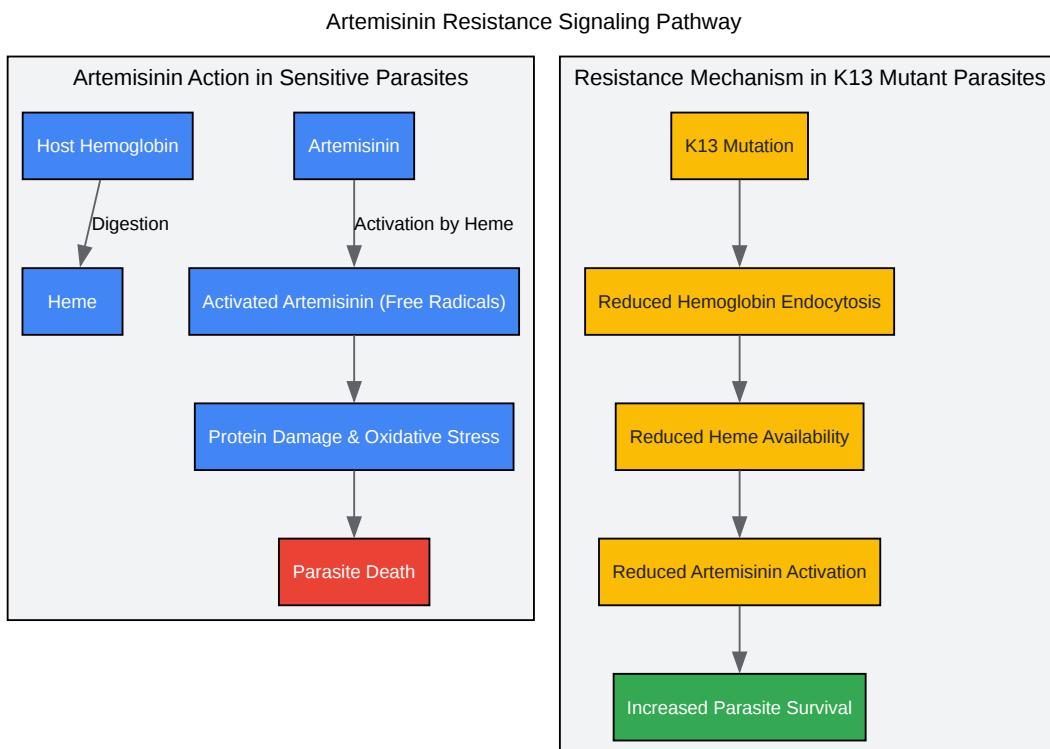 Artemisinin Resistance Signaling Pathway
Artemisinin Action in Sensitive Parasites
Host Hemoglobin
Artemisinin
Digestion
Activation by Heme
Heme
Activated Artemisinin (Free Radicals)
Protein Damage & Oxidative Stress
Parasite Death
Resistance Mechanism in K13 Mutant Parasites
K13 Mutation
Reduced Hemoglobin Endocytosis
Reduced Heme Availability
Reduced Artemisinin Activation
Increased Parasite Survival